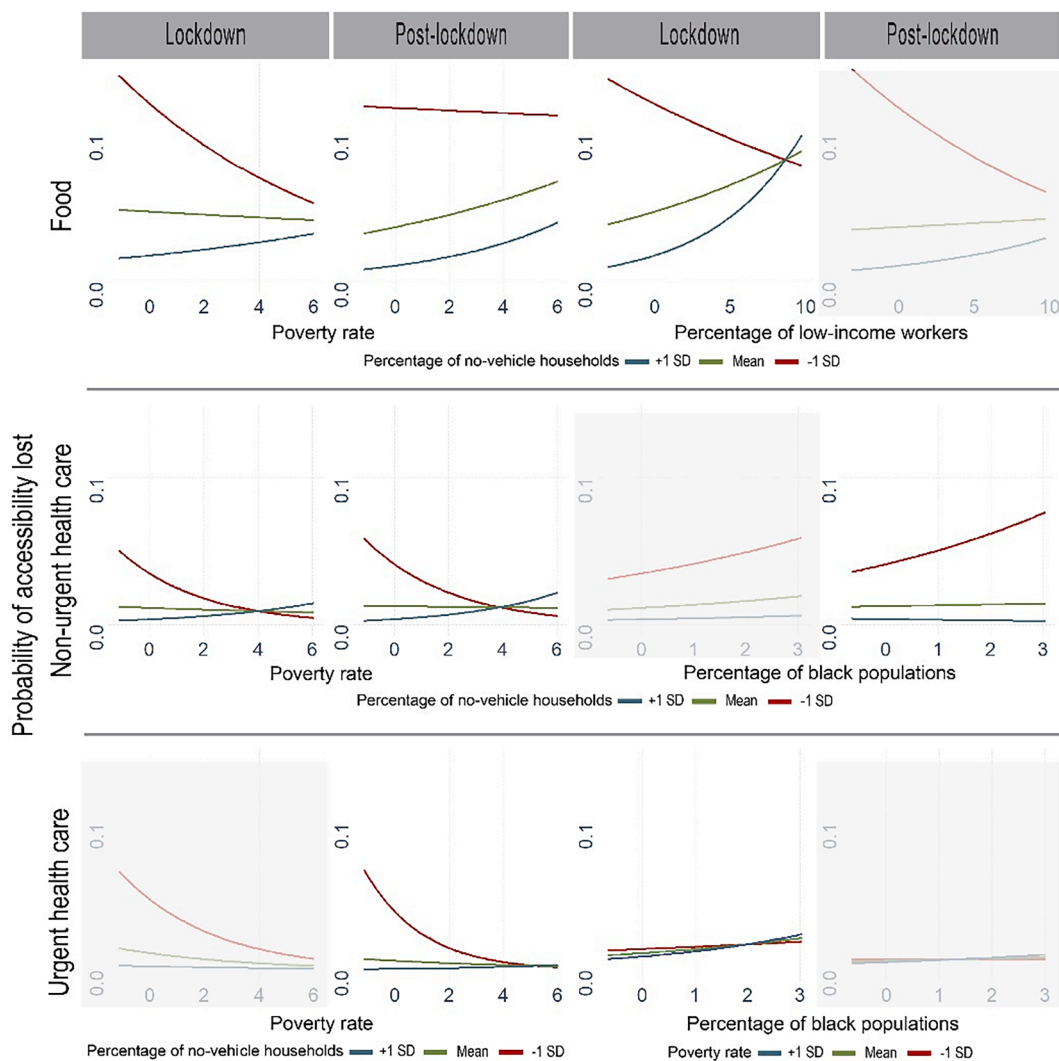 Lockdown Post-lockdown Lockdown Post-lockdown
Food
0.1 0.1 0.1 0.1
0.0 0.0 0.0 0.0
0 2 4 6 0 2 4 6 0 5 10 0 5 10
Poverty rate Percentage of low-income workers
Percentage of no-vehicle households +1 SD Mean -1 SD
Probability of accessibility lost
Non-urgent health care
0.1 0.1 0.1 0.1
0.0 0.0 0.0 0.0
0 2 4 6 0 2 4 6 0 1 2 3 0 1 2 3
Poverty rate Percentage of black populations
Percentage of no-vehicle households +1 SD Mean -1 SD
Urgent health care
0.1 0.1 0.1 0.1
0.0 0.0 0.0 0.0
0 2 4 6 0 2 4 6 0 1 2 3 0 1 2 3
Poverty rate Percentage of black populations
Percentage of no-vehicle households +1 SD Mean -1 SD Poverty rate +1 SD Mean -1 SD